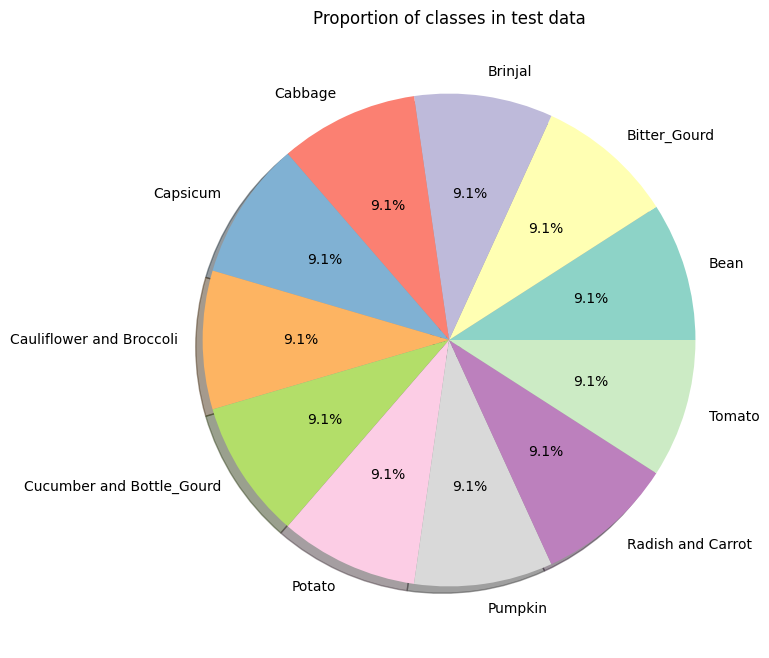 Proportion of classes in test data
Brinjal
Cabbage
Bitter_Gourd
Capsicum
9.1%
9.1%
9.1%
Bean
9.1%
9.1%
Cauliflower and Broccoli
9.1%
9.1%
Tomato
9.1%
9.1%
9.1%
9.1%
Cucumber and Bottle_Gourd
Radish and Carrot
Potato
Pumpkin